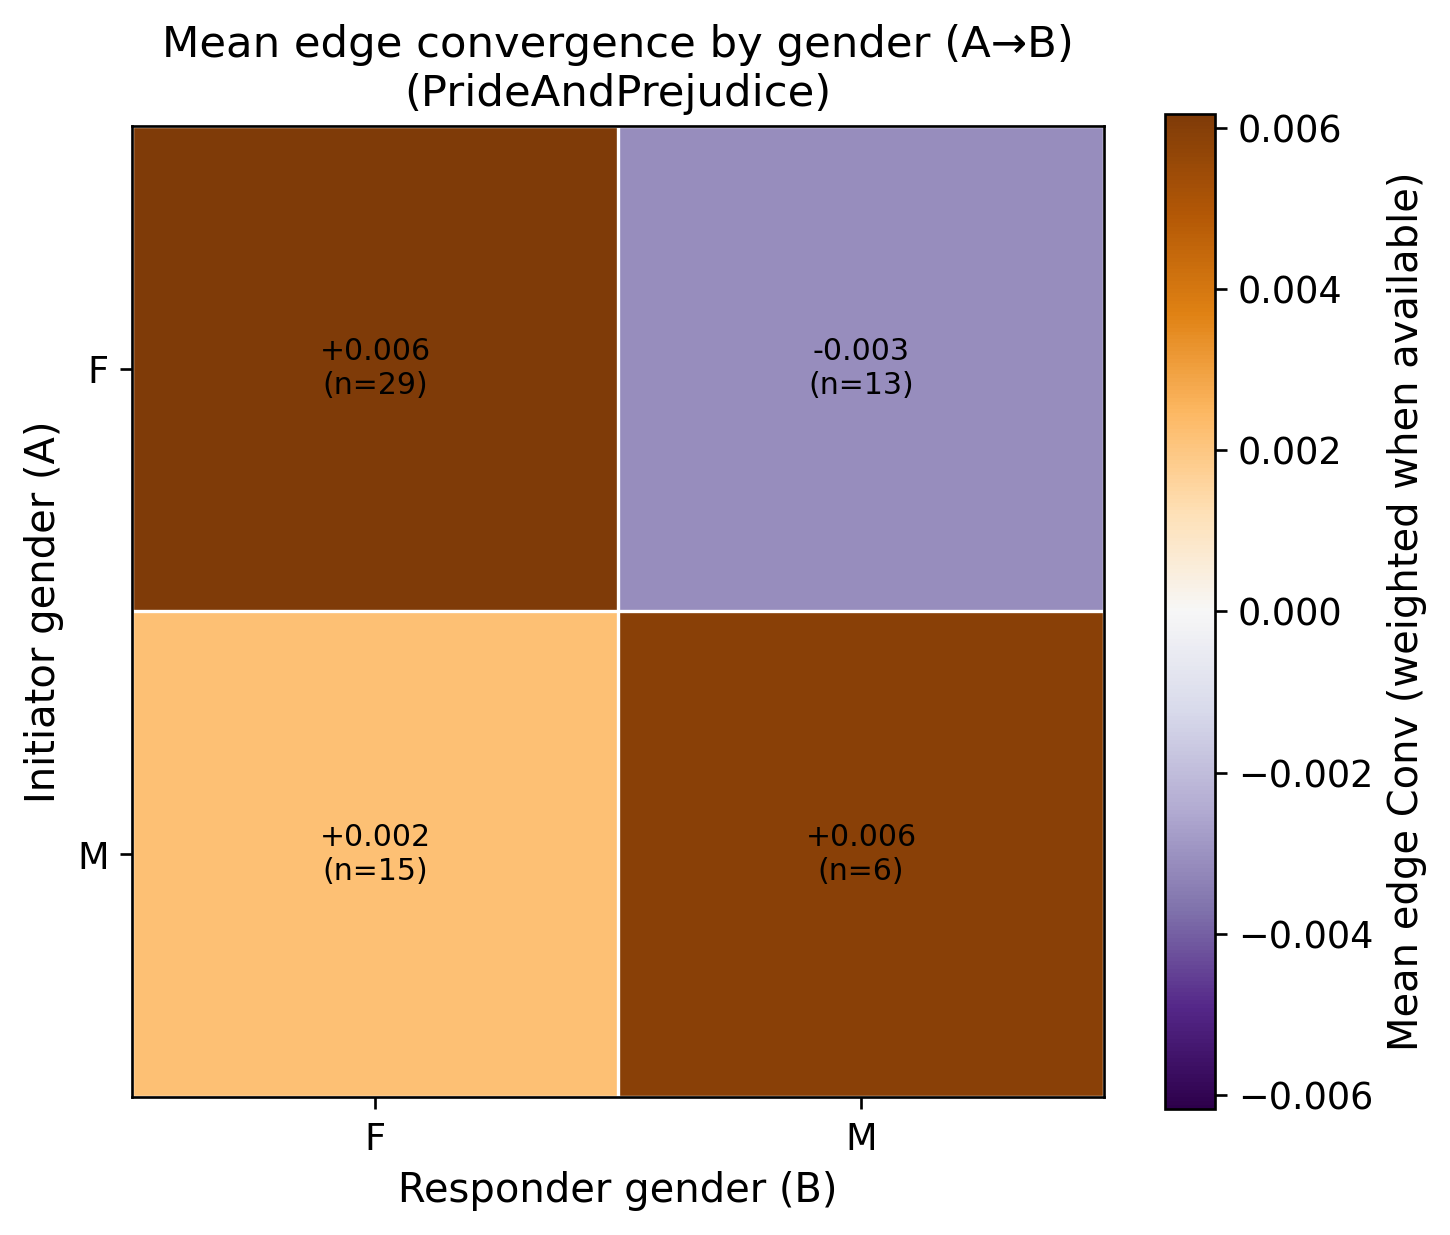 Mean edge convergence by gender (A→B)
(PrideAndPrejudice)
Initiator gender (A)
F
M
+0.006
(n=29)
-0.003
(n=13)
+0.002
(n=15)
+0.006
(n=6)
F
M
Responder gender (B)
0.006
0.004
0.002
0.000
−0.002
−0.004
−0.006
Mean edge Conv (weighted when available)